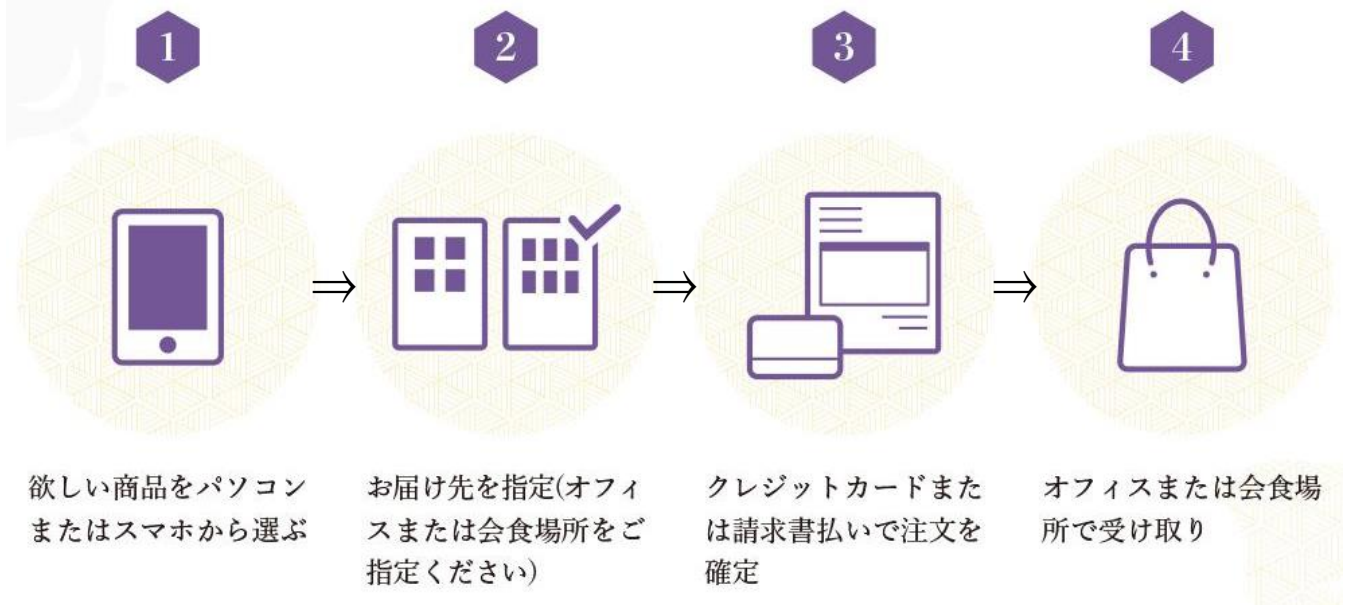 1
2
3
4
⇒
⇒
⇒
欲しい商品をパソコン
またはスマホから選ぶ
お届け先を指定(オフィ
スまたは会食場所をご
指定ください)
クレジットカードまた
は請求書払いで注文を
確定
オフィスまたは会食場
所で受け取り